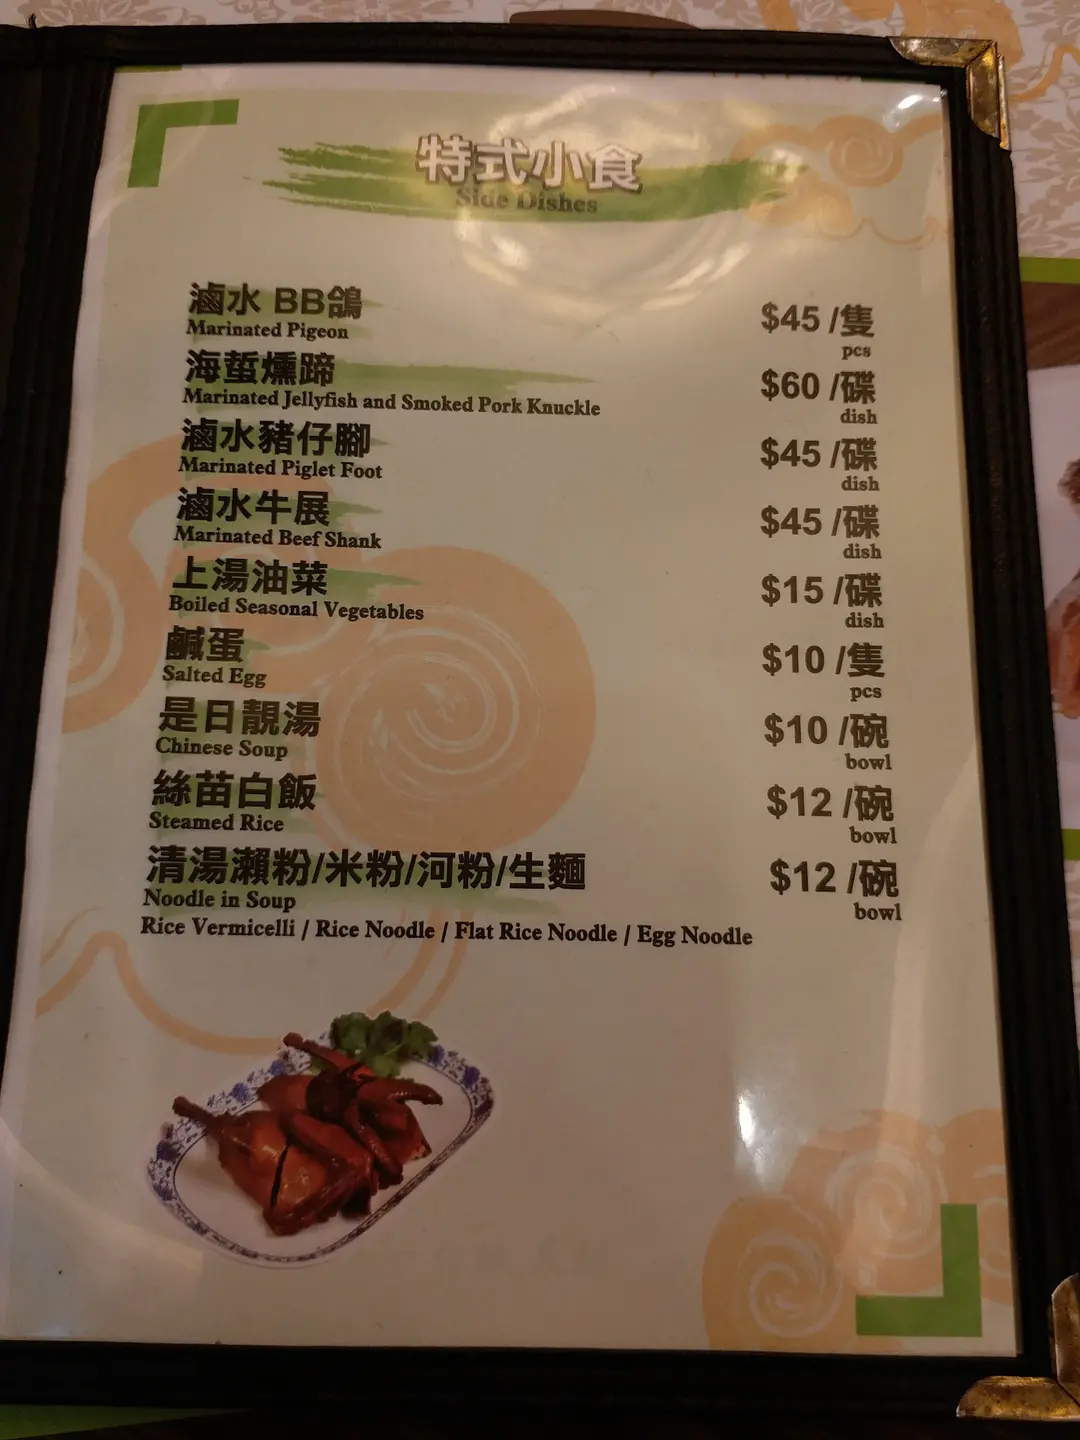 特式小食
Side Dishes
滷水 BB鴿 $45 /隻
Marinated Pigeon pcs
海蜇燻蹄 $60 /碟
Marinated Jellyfish and Smoked Pork Knuckle dish
滷水豬仔腳 $45 /碟
Marinated Piglet Foot dish
滷水牛展 $45 /碟
Marinated Beef Shank dish
上湯油菜 $15 /碟
Boiled Seasonal Vegetables dish
鹹蛋 $10 /隻
Salted Egg pcs
是日靚湯 $10 /碗
Chinese Soup bowl
絲苗白飯 $12 /碗
Steamed Rice bowl
清湯瀨粉/米粉/河粉/生麵 $12 /碗
Noodle in Soup bowl
Rice Vermicelli / Rice Noodle / Flat Rice Noodle / Egg Noodle